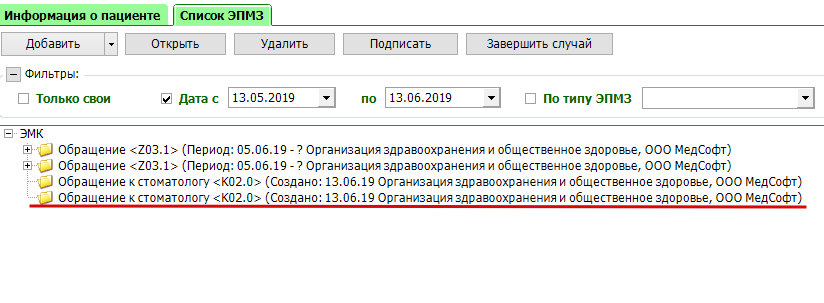 Информация о пациенте Список ЭПМЗ
Добавить Открыть Удалить Подписать Завершить случай
Фильтры:
Только свои Дата с 13.05.2019 по 13.06.2019 По типу ЭПМЗ
ЭМК
Обращение <Z03.1> (Период: 05.06.19 - ? Организация здравоохранения и общественное здоровье, ООО МедСофт)
Обращение <Z03.1> (Период: 05.06.19 - ? Организация здравоохранения и общественное здоровье, ООО МедСофт)
Обращение к стоматологу <K02.0> (Создано: 13.06.19 Организация здравоохранения и общественное здоровье, ООО МедСофт)
Обращение к стоматологу <K02.0> (Создано: 13.06.19 Организация здравоохранения и общественное здоровье, ООО МедСофт)